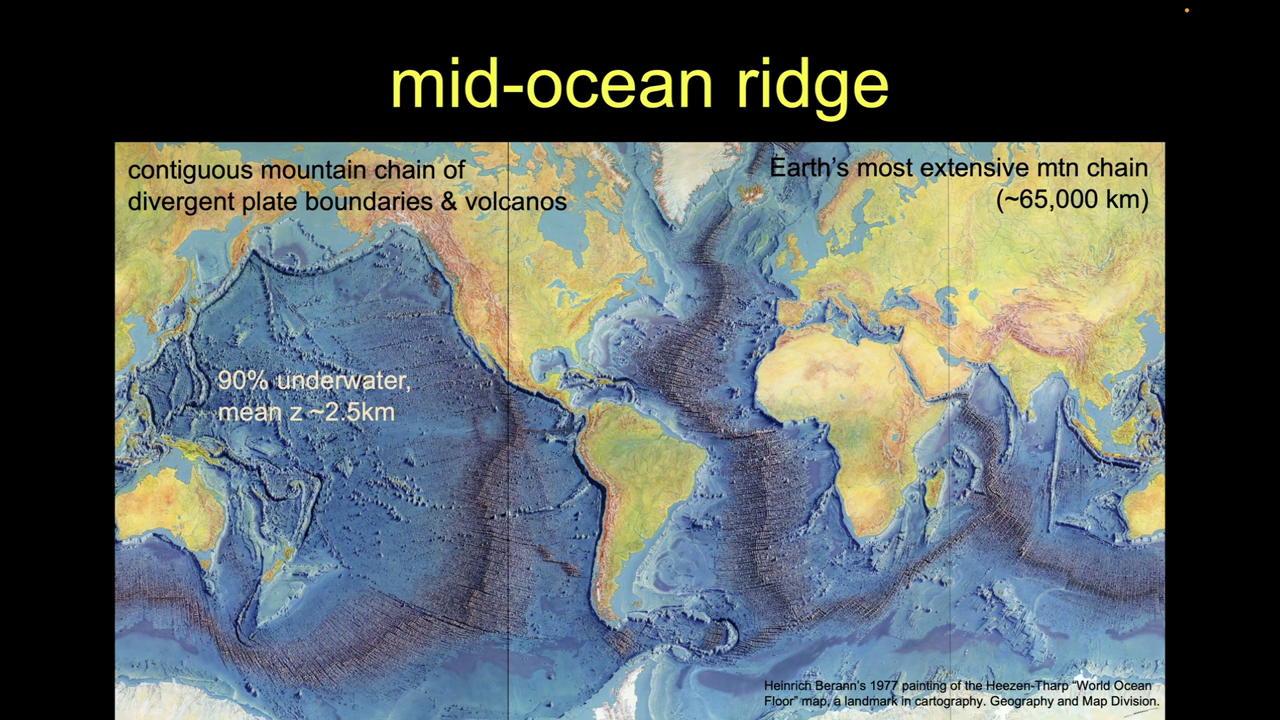 mid-ocean ridge
contiguous mountain chain of
divergent plate boundaries & volcanos
Earth's most extensive mtn chain
(~65,000 km)
90% underwater,
mean z ~2.5km
Heinrich Berann's 1977 painting of the Heezen-Tharp “World Ocean
Floor” map, a landmark in cartography. Geography and Map Division.